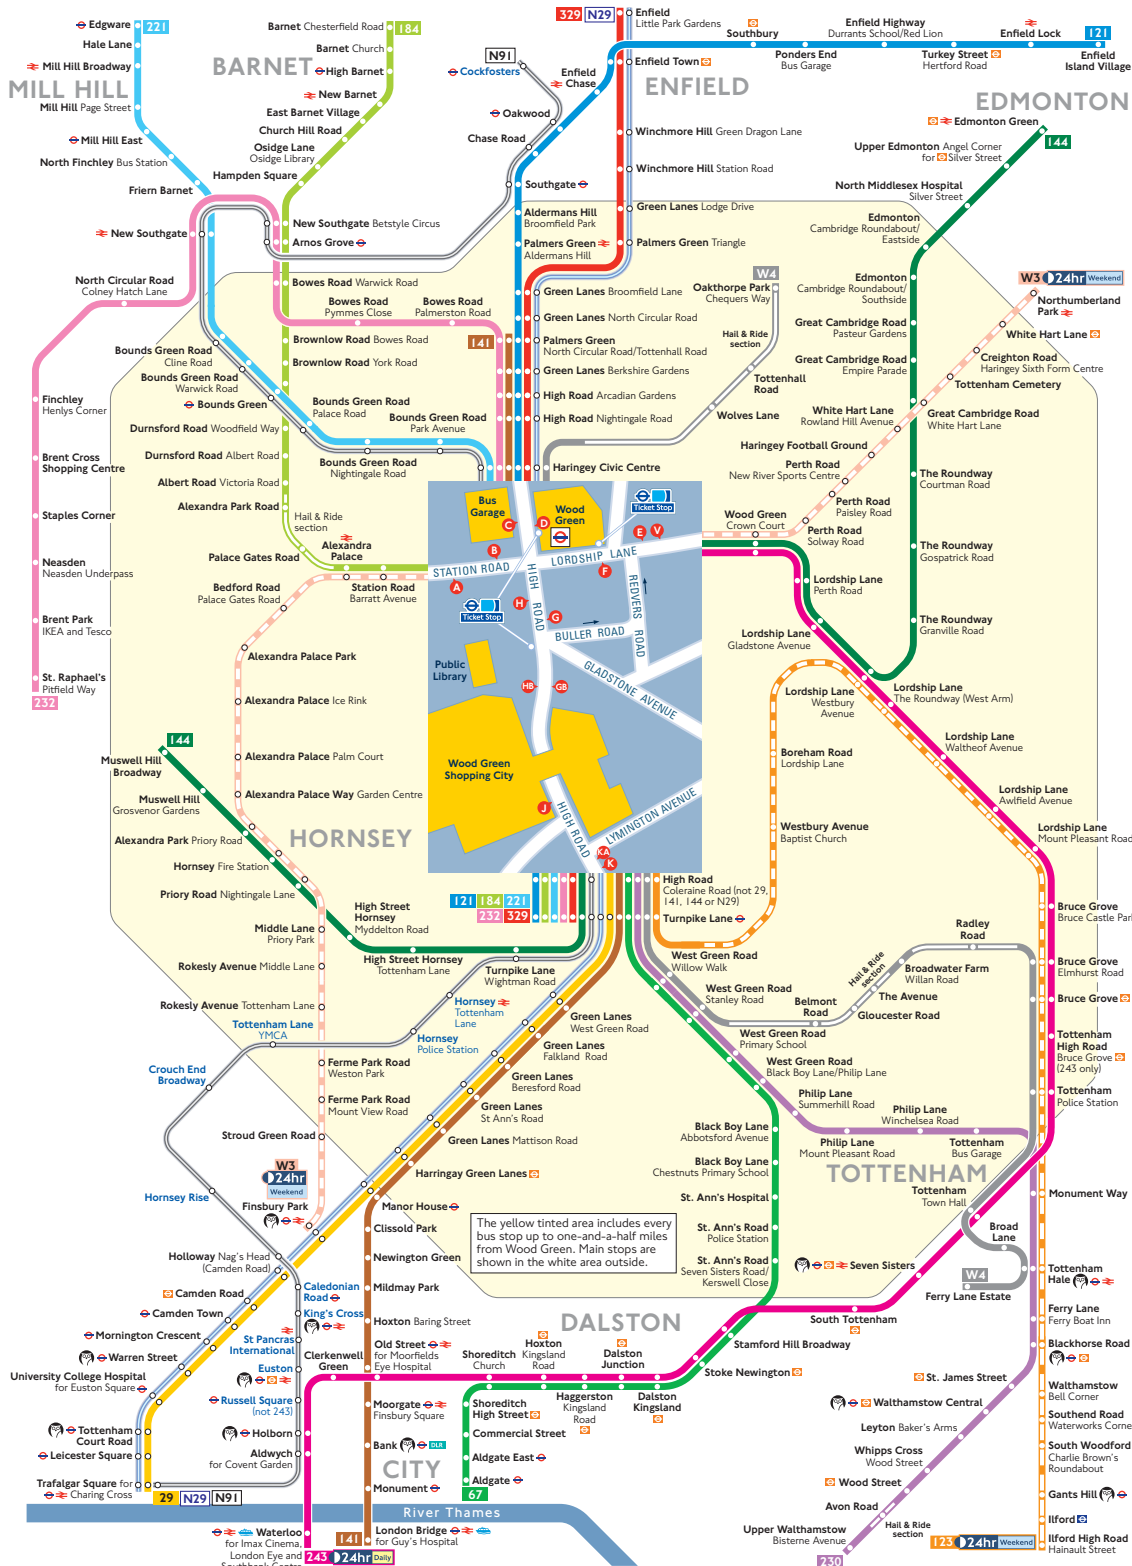 329 N29
Enfield
Little Park Gardens
Edgware
221
Hale Lane
Mill Hill Broadway
MILL HILL
Mill Hill Page Street
Mill Hill East
North Finchley Bus Station
Friern Barnet
New Southgate
North Circular Road
Colney Hatch Lane
Barnet Chesterfield Road
184
Barnet Church
BARNET
High Barnet
New Barnet
East Barnet Village
Church Hill Road
Osidge Lane
Osidge Library
Hampden Square
New Southgate Betstyle Circus
Arnos Grove
Bowes Road Warwick Road
Bowes Road
Pymmes Close
Bowes Road
Palmerston Road
Brownlow Road Bowes Road
141
Brownlow Road York Road
N91
Cockfosters
Oakwood
Chase Road
Enfield
Chase
Southgate
Aldermans Hill
Broomfield Park
Palmers Green
Aldermans Hill
Enfield Town
ENFIELD
Winchmore Hill Green Dragon Lane
Winchmore Hill Station Road
Green Lanes Lodge Drive
Palmers Green Triangle
Green Lanes Broomfield Lane
Green Lanes North Circular Road
Palmers Green
North Circular Road/Tottenhall Road
Green Lanes Berkshire Gardens
High Road Arcadian Gardens
High Road Nightingale Road
Haringey Civic Centre
Southbury
Ponders End
Bus Garage
Enfield Highway
Durrants School/Red Lion
Turkey Street
Hertford Road
Enfield Lock
121
Enfield
Island Village
EDMONTON
Edmonton Green
144
Upper Edmonton Angel Corner
for Silver Street
North Middlesex Hospital
Silver Street
Edmonton
Cambridge Roundabout/
Eastside
Edmonton
Cambridge Roundabout/
Southside
Great Cambridge Road
Pasteur Gardens
Great Cambridge Road
Empire Parade
White Hart Lane
Rowland Hill Avenue
Haringey Football Ground
Perth Road
New River Sports Centre
Perth Road
Paisley Road
Perth Road
Solway Road
Wood Green
Crown Court
W3 24hr Weekend
Northumberland
Park
White Hart Lane
Creighton Road
Haringey Sixth Form Centre
Tottenham Cemetery
Great Cambridge Road
White Hart Lane
The Roundway
Courtman Road
The Roundway
Gospatrick Road
The Roundway
Granville Road
W4
Oakthorpe Park
Chequers Way
Hail & Ride
section
Tottenhall
Road
Wolves Lane
Bounds Green Road
Cline Road
Bounds Green Road
Warwick Road
Bounds Green
Bounds Green Road
Palace Road
Bounds Green Road
Park Avenue
Bounds Green Road
Nightingale Road
Durnsford Road Woodfield Way
Durnsford Road Albert Road
Albert Road Victoria Road
Alexandra Park Road
Hail & Ride
section
Palace Gates Road
Alexandra
Palace
Bedford Road
Palace Gates Road
Station Road
Barratt Avenue
Finchley
Henlys Corner
Brent Cross
Shopping Centre
Staples Corner
Neasden
Neasden Underpass
Brent Park
IKEA and Tesco
St. Raphael's
Pitfield Way
232
Alexandra Palace Park
Alexandra Palace Ice Rink
Alexandra Palace Palm Court
Alexandra Palace Way Garden Centre
144
Muswell Hill
Broadway
Muswell Hill
Grosvenor Gardens
Alexandra Park Priory Road
HORNSEY
Hornsey Fire Station
Priory Road Nightingale Lane
Middle Lane
Priory Park
Rokesly Avenue Middle Lane
Rokesly Avenue Tottenham Lane
High Street
Hornsey
Myddelton Road
High Street Hornsey
Tottenham Lane
Bus
Garage
Wood
Green
Ticket Stop
C
D
B
E
V
F
A
H
G
HB
GB
J
KA
K
STATION ROAD
LORDSHIP LANE
HIGH ROAD
REDVERS ROAD
BULLER ROAD
GLADSTONE AVENUE
Ticket Stop
Public
Library
Wood Green
Shopping City
HIGH ROAD
LYMINGTON AVENUE
Lordship Lane
Perth Road
Lordship Lane
Gladstone Avenue
Lordship Lane
Westbury
Avenue
Lordship Lane
The Roundway (West Arm)
Lordship Lane
Waltheof Avenue
Lordship Lane
Awlfield Avenue
Lordship Lane
Mount Pleasant Road
Boreham Road
Lordship Lane
Westbury Avenue
Baptist Church
121 184 221
232 329
High Road
Coleraine Road (not 29,
141, 144 or N29)
Turnpike Lane
Bruce Grove
Bruce Castle Park
Bruce Grove
Elmhurst Road
Bruce Grove
Tottenham
High Road
Bruce Grove
(243 only)
Tottenham
Police Station
Radley
Road
Hail & Ride
section
Broadwater Farm
Willan Road
The Avenue
Gloucester Road
Belmont
Road
West Green Road
Willow Walk
West Green Road
Stanley Road
West Green Road
Primary School
West Green Road
Black Boy Lane/Philip Lane
Philip Lane
Summerhill Road
Philip Lane
Winchelsea Road
Philip Lane
Mount Pleasant Road
Tottenham
Bus Garage
TOTTENHAM
Tottenham
Town Hall
Monument Way
Broad
Lane
W4
Ferry Lane Estate
Tottenham
Hale
Ferry Lane
Ferry Boat Inn
Blackhorse Road
Turnpike Lane
Wightman Road
Hornsey
Tottenham
Lane
Hornsey
Police Station
Tottenham Lane
YMCA
Crouch End
Broadway
Hornsey Rise
Ferme Park Road
Weston Park
Ferme Park Road
Mount View Road
Stroud Green Road
W3
24hr
Weekend
Finsbury Park
Green Lanes
West Green Road
Green Lanes
Falkland Road
Green Lanes
Beresford Road
Green Lanes
St Ann's Road
Green Lanes Mattison Road
Harringay Green Lanes
Manor House
Clissold Park
Newington Green
Mildmay Park
Hoxton Baring Street
Old Street
for Moorfields
Eye Hospital
Black Boy Lane
Abbotsford Avenue
Black Boy Lane
Chestnuts Primary School
St. Ann's Hospital
St. Ann's Road
Police Station
St. Ann's Road
Seven Sisters Road/
Kerswell Close
The yellow tinted area includes every
bus stop up to one-and-a-half miles
from Wood Green. Main stops are
shown in the white area outside.
Seven Sisters
South Tottenham
Stamford Hill Broadway
Stoke Newington
DALSTON
Holloway Nag's Head
(Camden Road)
Camden Road
Camden Town
Mornington Crescent
Warren Street
University College Hospital
for Euston Square
Tottenham
Court Road
Leicester Square
Trafalgar Square for
Charing Cross
29 N29 N91
Caledonian
Road
King's Cross
St Pancras
International
Euston
Russell Square
(not 243)
Holborn
Aldwych
for Covent Garden
Clerkenwell
Green
Moorgate
Finsbury Square
Bank DLR
CITY
Monument
Shoreditch
Church
Hoxton
Kingsland
Road
Dalston
Junction
Haggerston
Kingsland
Road
Dalston
Kingsland
Shoreditch
High Street
Commercial Street
Aldgate East
Aldgate
67
River Thames
Waterloo
for Imax Cinema,
London Eye and
243 24hr Daily
141
London Bridge
for Guy's Hospital
St. James Street
Walthamstow Central
Leyton Baker's Arms
Whipps Cross
Wood Street
Wood Street
Avon Road
Hail & Ride
section
Upper Walthamstow
Bisterne Avenue
230
Walthamstow
Bell Corner
Southend Road
Waterworks Corner
South Woodford
Charlie Brown's
Roundabout
Gants Hill
Ilford
123 24hr Weekend
Ilford High Road
Hainault Street